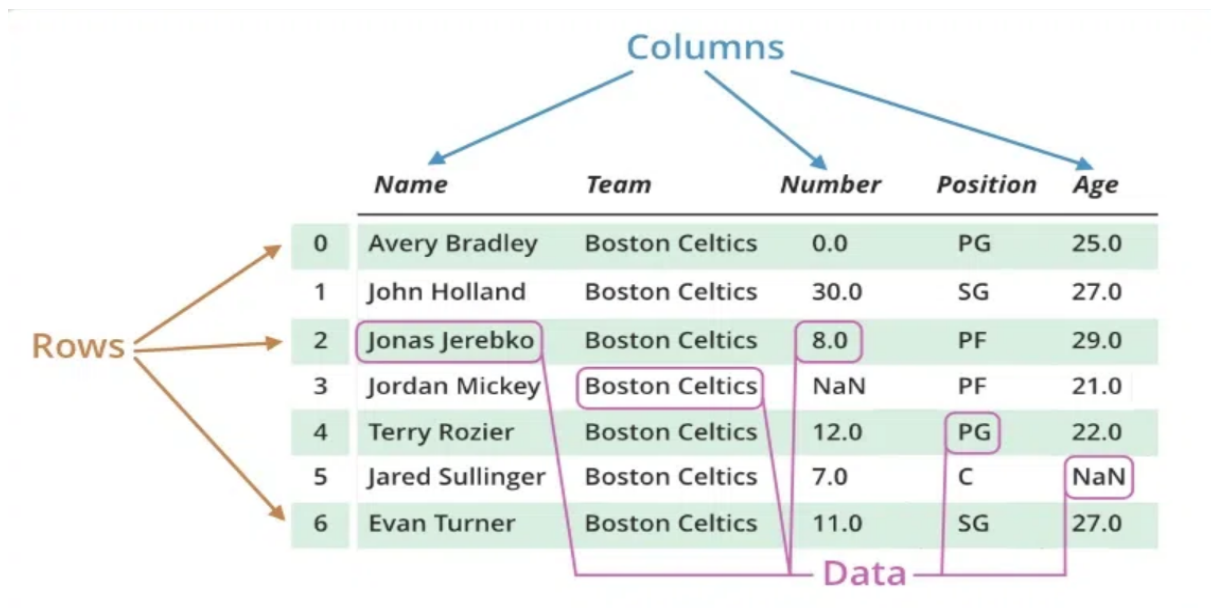 Columns
Name Team Number Position Age
0 Avery Bradley Boston Celtics 0.0 PG 25.0
1 John Holland Boston Celtics 30.0 SG 27.0
Rows 2 Jonas Jerebko Boston Celtics 8.0 PF 29.0
3 Jordan Mickey Boston Celtics NaN PF 21.0
4 Terry Rozier Boston Celtics 12.0 PG 22.0
5 Jared Sullinger Boston Celtics 7.0 C NaN
6 Evan Turner Boston Celtics 11.0 SG 27.0
Data